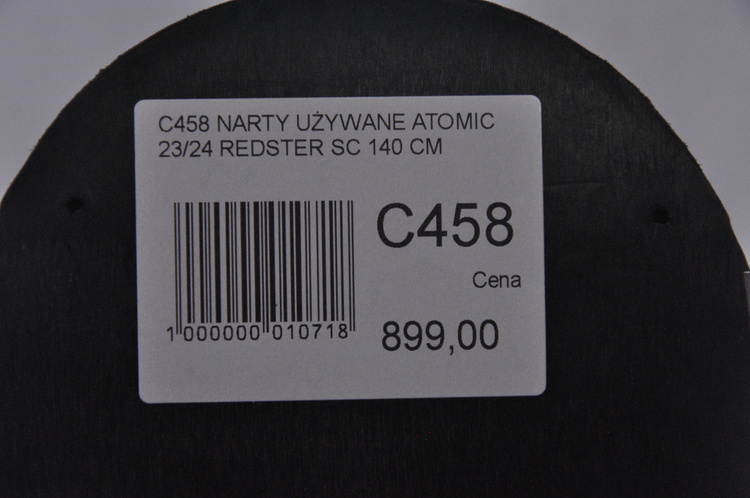 C458 NARTY UŻYWANE ATOMIC
23/24 REDSTER SC 140 CM
C458
Cena
899,00
1 000000 010718